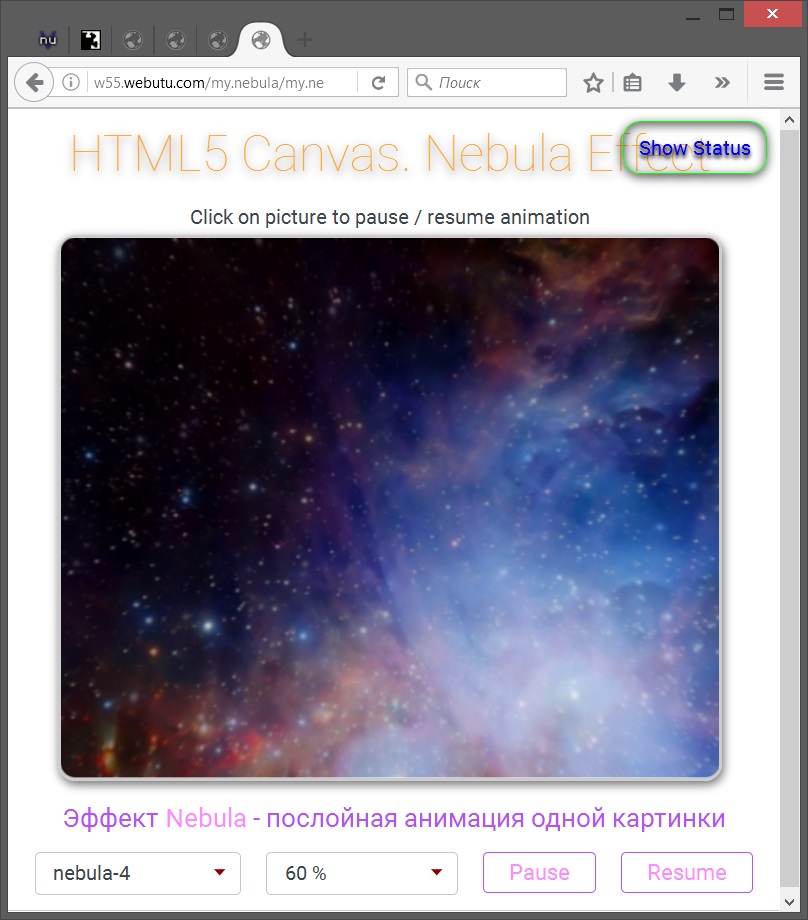 nu
w55.webutu.com/my.nebula/my.ne
Поиск
HTML5 Canvas. Nebula Effect
Show Status
Click on picture to pause / resume animation
Эффект Nebula - послойная анимация одной картинки
nebula-4
60 %
Pause
Resume